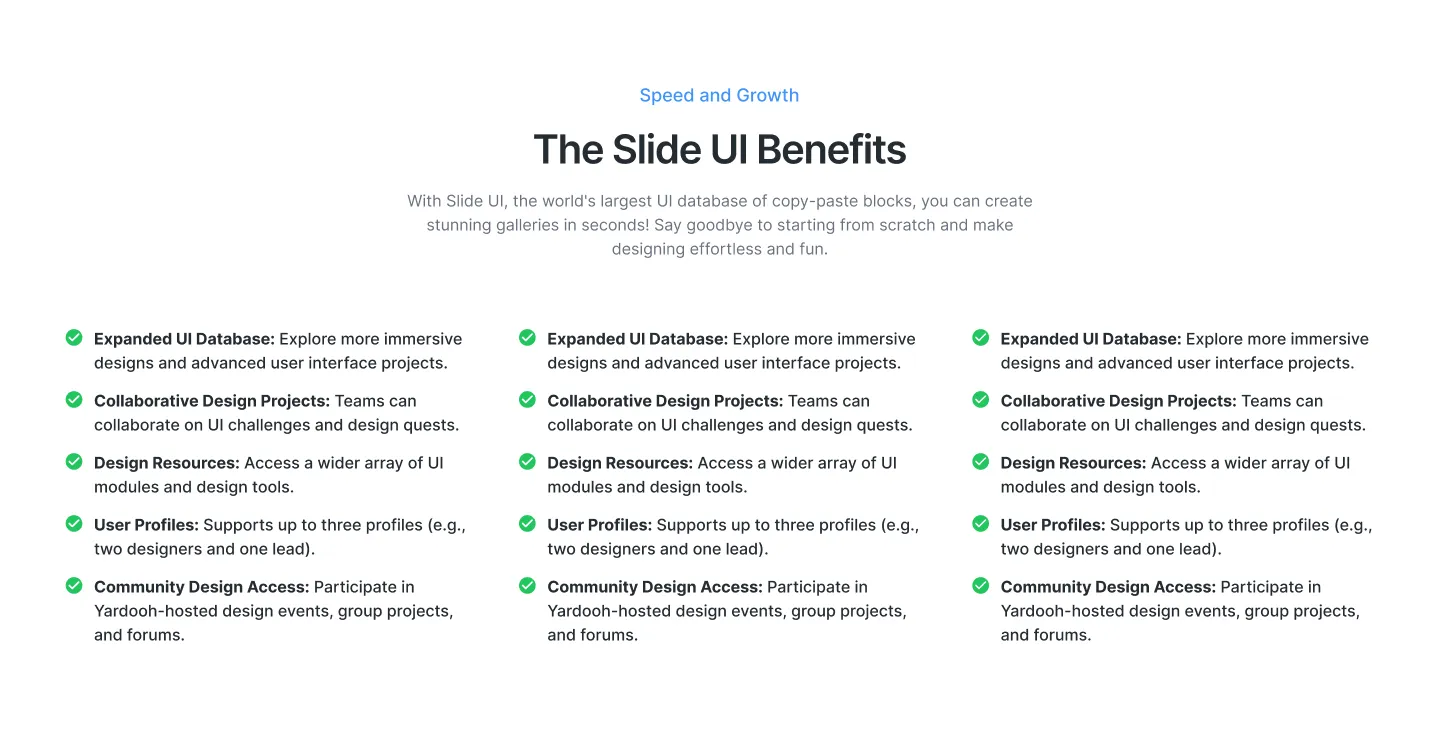 Speed and Growth
The Slide UI Benefits
With Slide UI, the world's largest UI database of copy-paste blocks, you can create
stunning galleries in seconds! Say goodbye to starting from scratch and make
designing effortless and fun.
Expanded UI Database: Explore more immersive
designs and advanced user interface projects.
Collaborative Design Projects: Teams can
collaborate on UI challenges and design quests.
Design Resources: Access a wider array of UI
modules and design tools.
User Profiles: Supports up to three profiles (e.g.,
two designers and one lead).
Community Design Access: Participate in
Yardooh-hosted design events, group projects,
and forums.
Expanded UI Database: Explore more immersive
designs and advanced user interface projects.
Collaborative Design Projects: Teams can
collaborate on UI challenges and design quests.
Design Resources: Access a wider array of UI
modules and design tools.
User Profiles: Supports up to three profiles (e.g.,
two designers and one lead).
Community Design Access: Participate in
Yardooh-hosted design events, group projects,
and forums.
Expanded UI Database: Explore more immersive
designs and advanced user interface projects.
Collaborative Design Projects: Teams can
collaborate on UI challenges and design quests.
Design Resources: Access a wider array of UI
modules and design tools.
User Profiles: Supports up to three profiles (e.g.,
two designers and one lead).
Community Design Access: Participate in
Yardooh-hosted design events, group projects,
and forums.